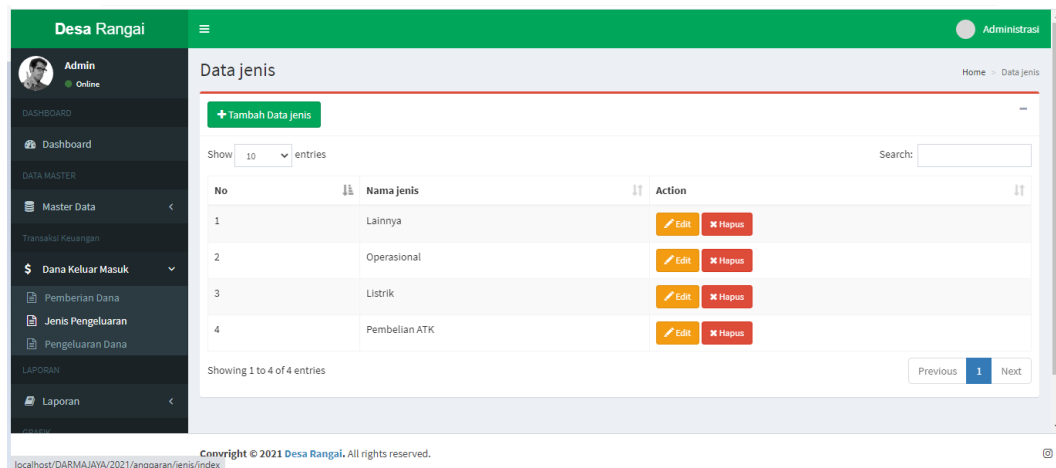 Desa Rangai
Administrasi
Admin
Online
Data jenis
Home > Data jenis
DASHBOARD
Dashboard
DATA MASTER
Master Data
Transaksi Keuangan
Dana Keluar Masuk
Pemberian Dana
Jenis Pengeluaran
Pengeluaran Dana
LAPORAN
Laporan
GRAFIK
+ Tambah Data jenis
Show 10 entries
Search:
No Nama jenis Action
1 Lainnya Edit Hapus
2 Operasional Edit Hapus
3 Listrik Edit Hapus
4 Pembelian ATK Edit Hapus
Showing 1 to 4 of 4 entries
Previous 1 Next
Copyright © 2021 Desa Rangai. All rights reserved.
localhost/DARMAJAYA/2021/anggaran/jenis/index